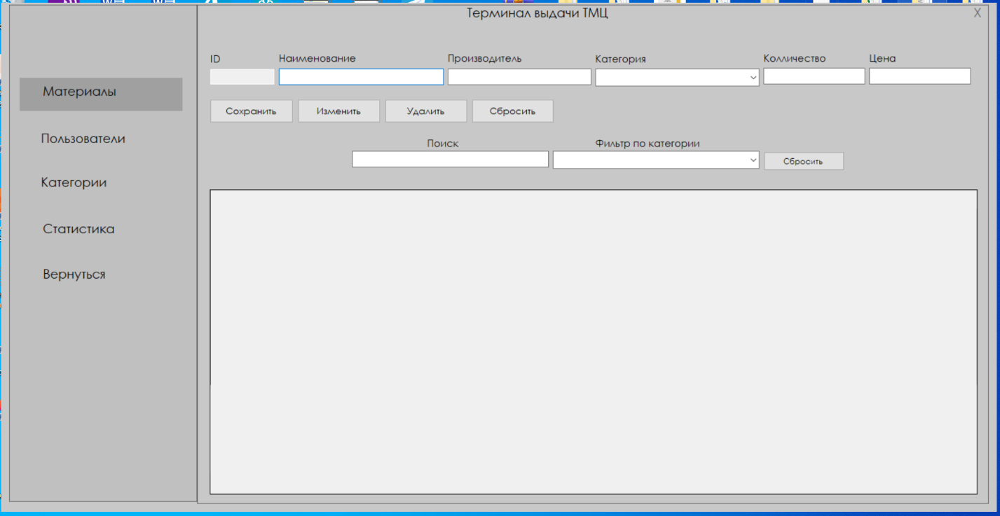 Терминал выдачи ТМЦ
X
Материалы
Пользователи
Категории
Статистика
Вернуться
ID Наименование Производитель Категория Колличество Цена
Сохранить Изменить Удалить Сбросить
Поиск Фильтр по категории
Сбросить